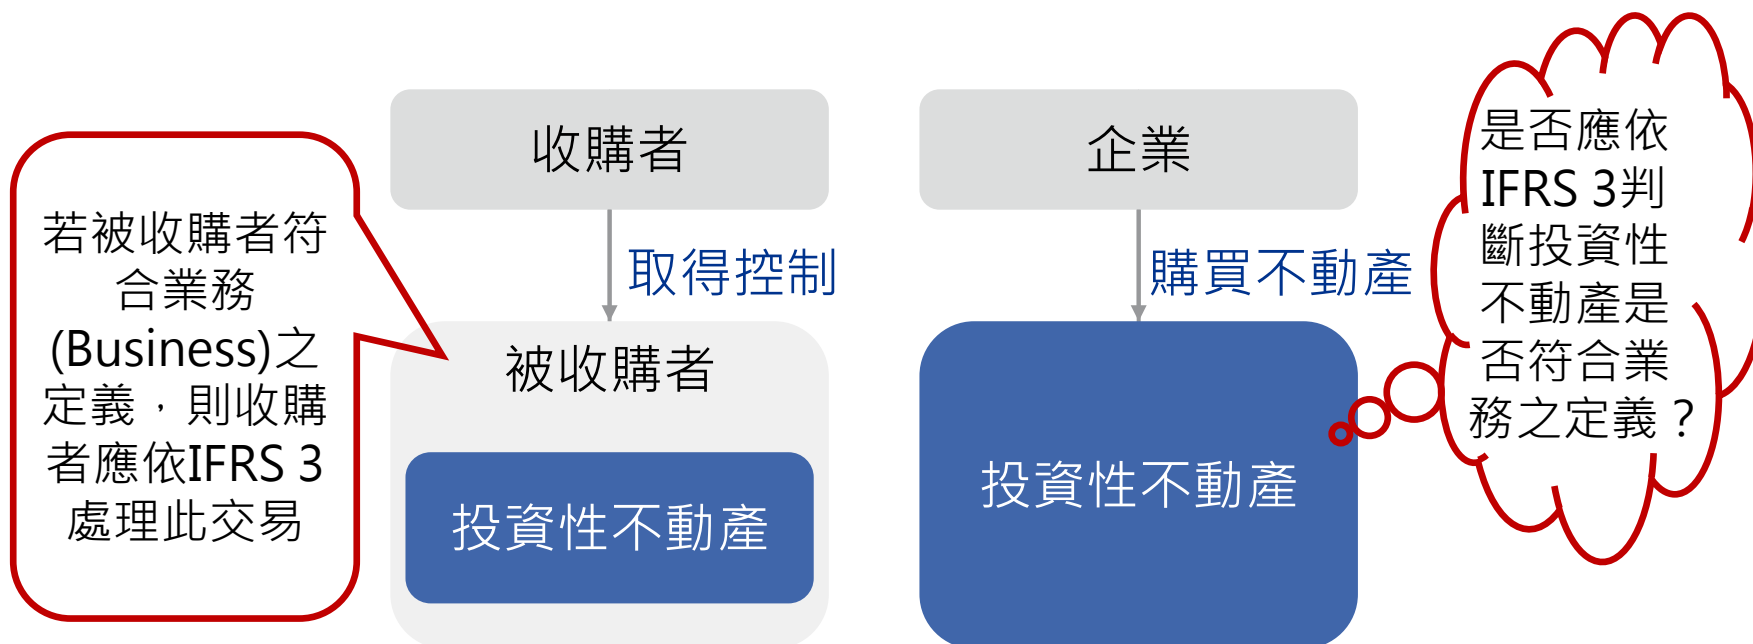 若被收購者符
合業務
(Business)之
定義，則收購
者應依IFRS 3
處理此交易
收購者
取得控制
被收購者
投資性不動產
企業
購買不動產
投資性不動產
是否應依
IFRS 3判
斷投資性
不動產是
否符合業
務之定義？